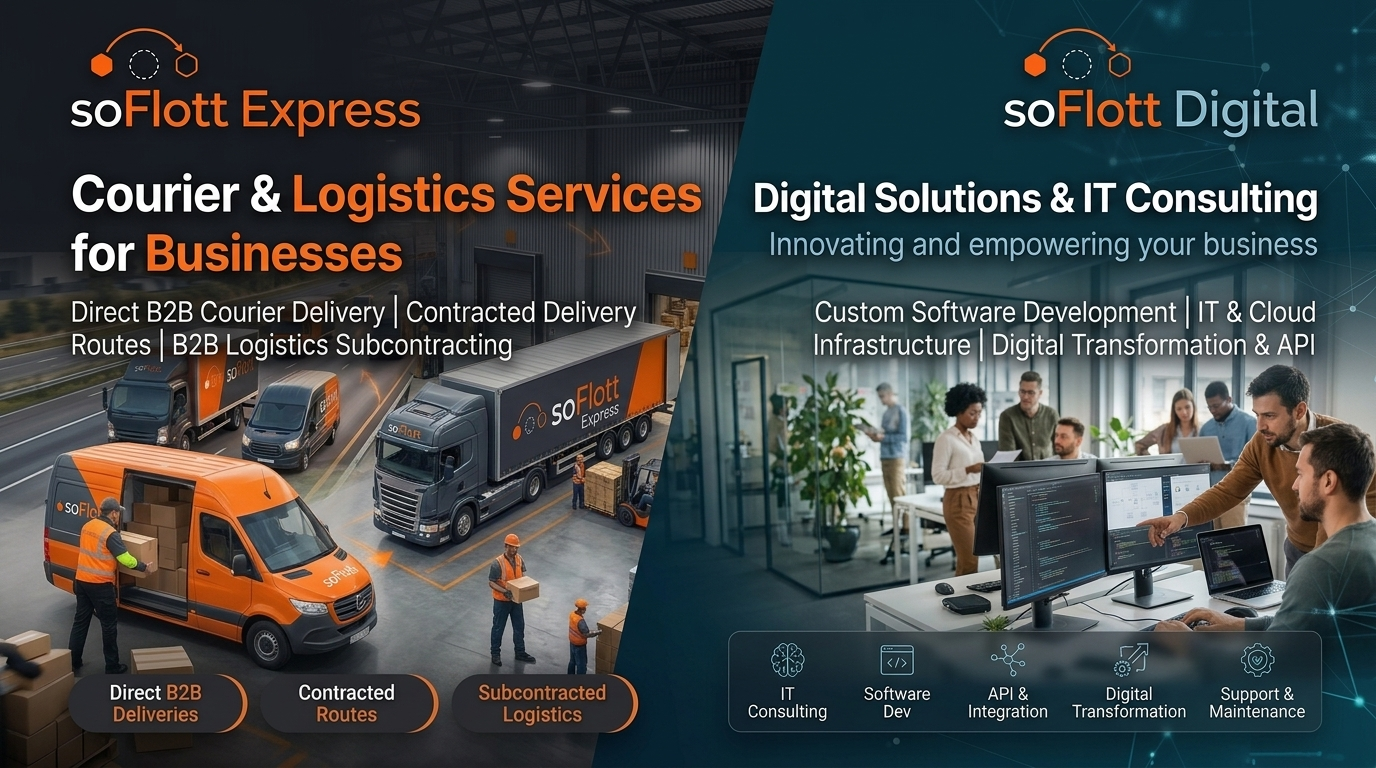 soFlott Express
Courier & Logistics Services
for Businesses
Direct B2B Courier Delivery | Contracted Delivery
Routes | B2B Logistics Subcontracting
soFlott
Express
Direct B2B
Deliveries
Contracted
Routes
Subcontracted
Logistics
soFlott Digital
Digital Solutions & IT Consulting
Innovating and empowering your business
Custom Software Development | IT & Cloud
Infrastructure | Digital Transformation & API
IT
Consulting
</>
Software
Dev
API &
Integration
Digital
Transformation
Support &
Maintenance